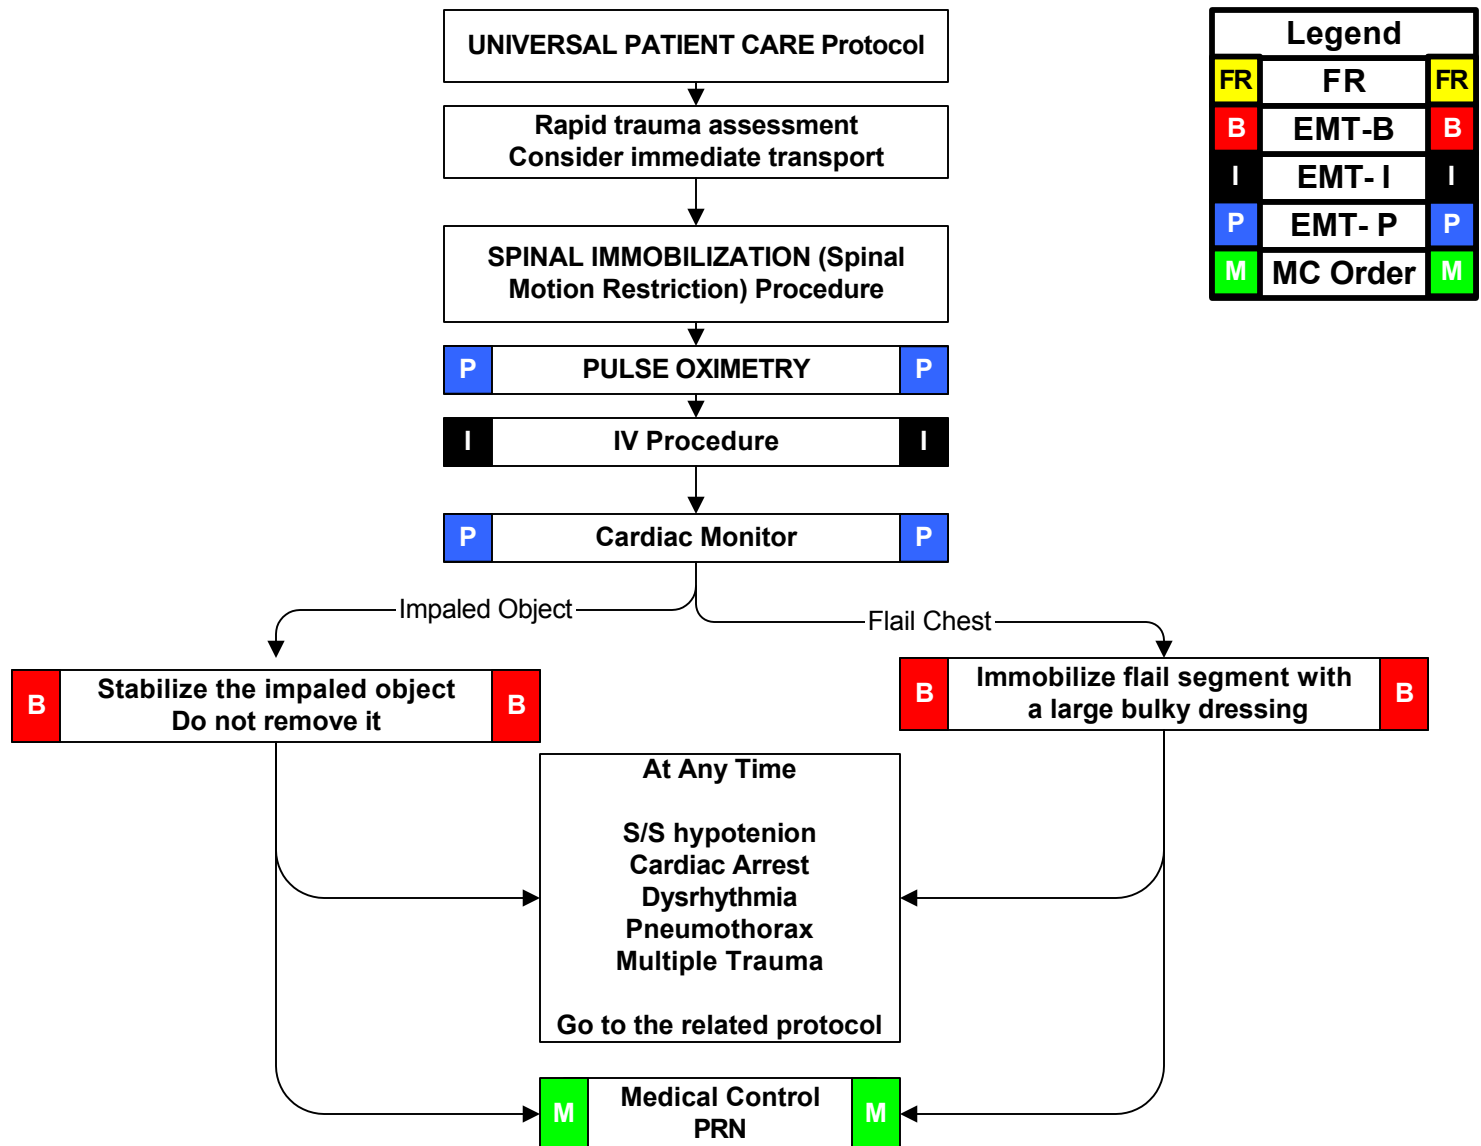 UNIVERSAL PATIENT CARE Protocol
Legend
FR FR FR
B EMT-B B
I EMT- I I
P EMT- P P
M MC Order M
Rapid trauma assessment
Consider immediate transport
SPINAL IMMOBILIZATION (Spinal
Motion Restriction) Procedure
P PULSE OXIMETRY P
I IV Procedure I
P Cardiac Monitor P
Impaled Object
Flail Chest
B Stabilize the impaled object B
Do not remove it
B Immobilize flail segment with B
a large bulky dressing
At Any Time
S/S hypotenion
Cardiac Arrest
Dysrhythmia
Pneumothorax
Multiple Trauma
Go to the related protocol
M Medical Control M
PRN